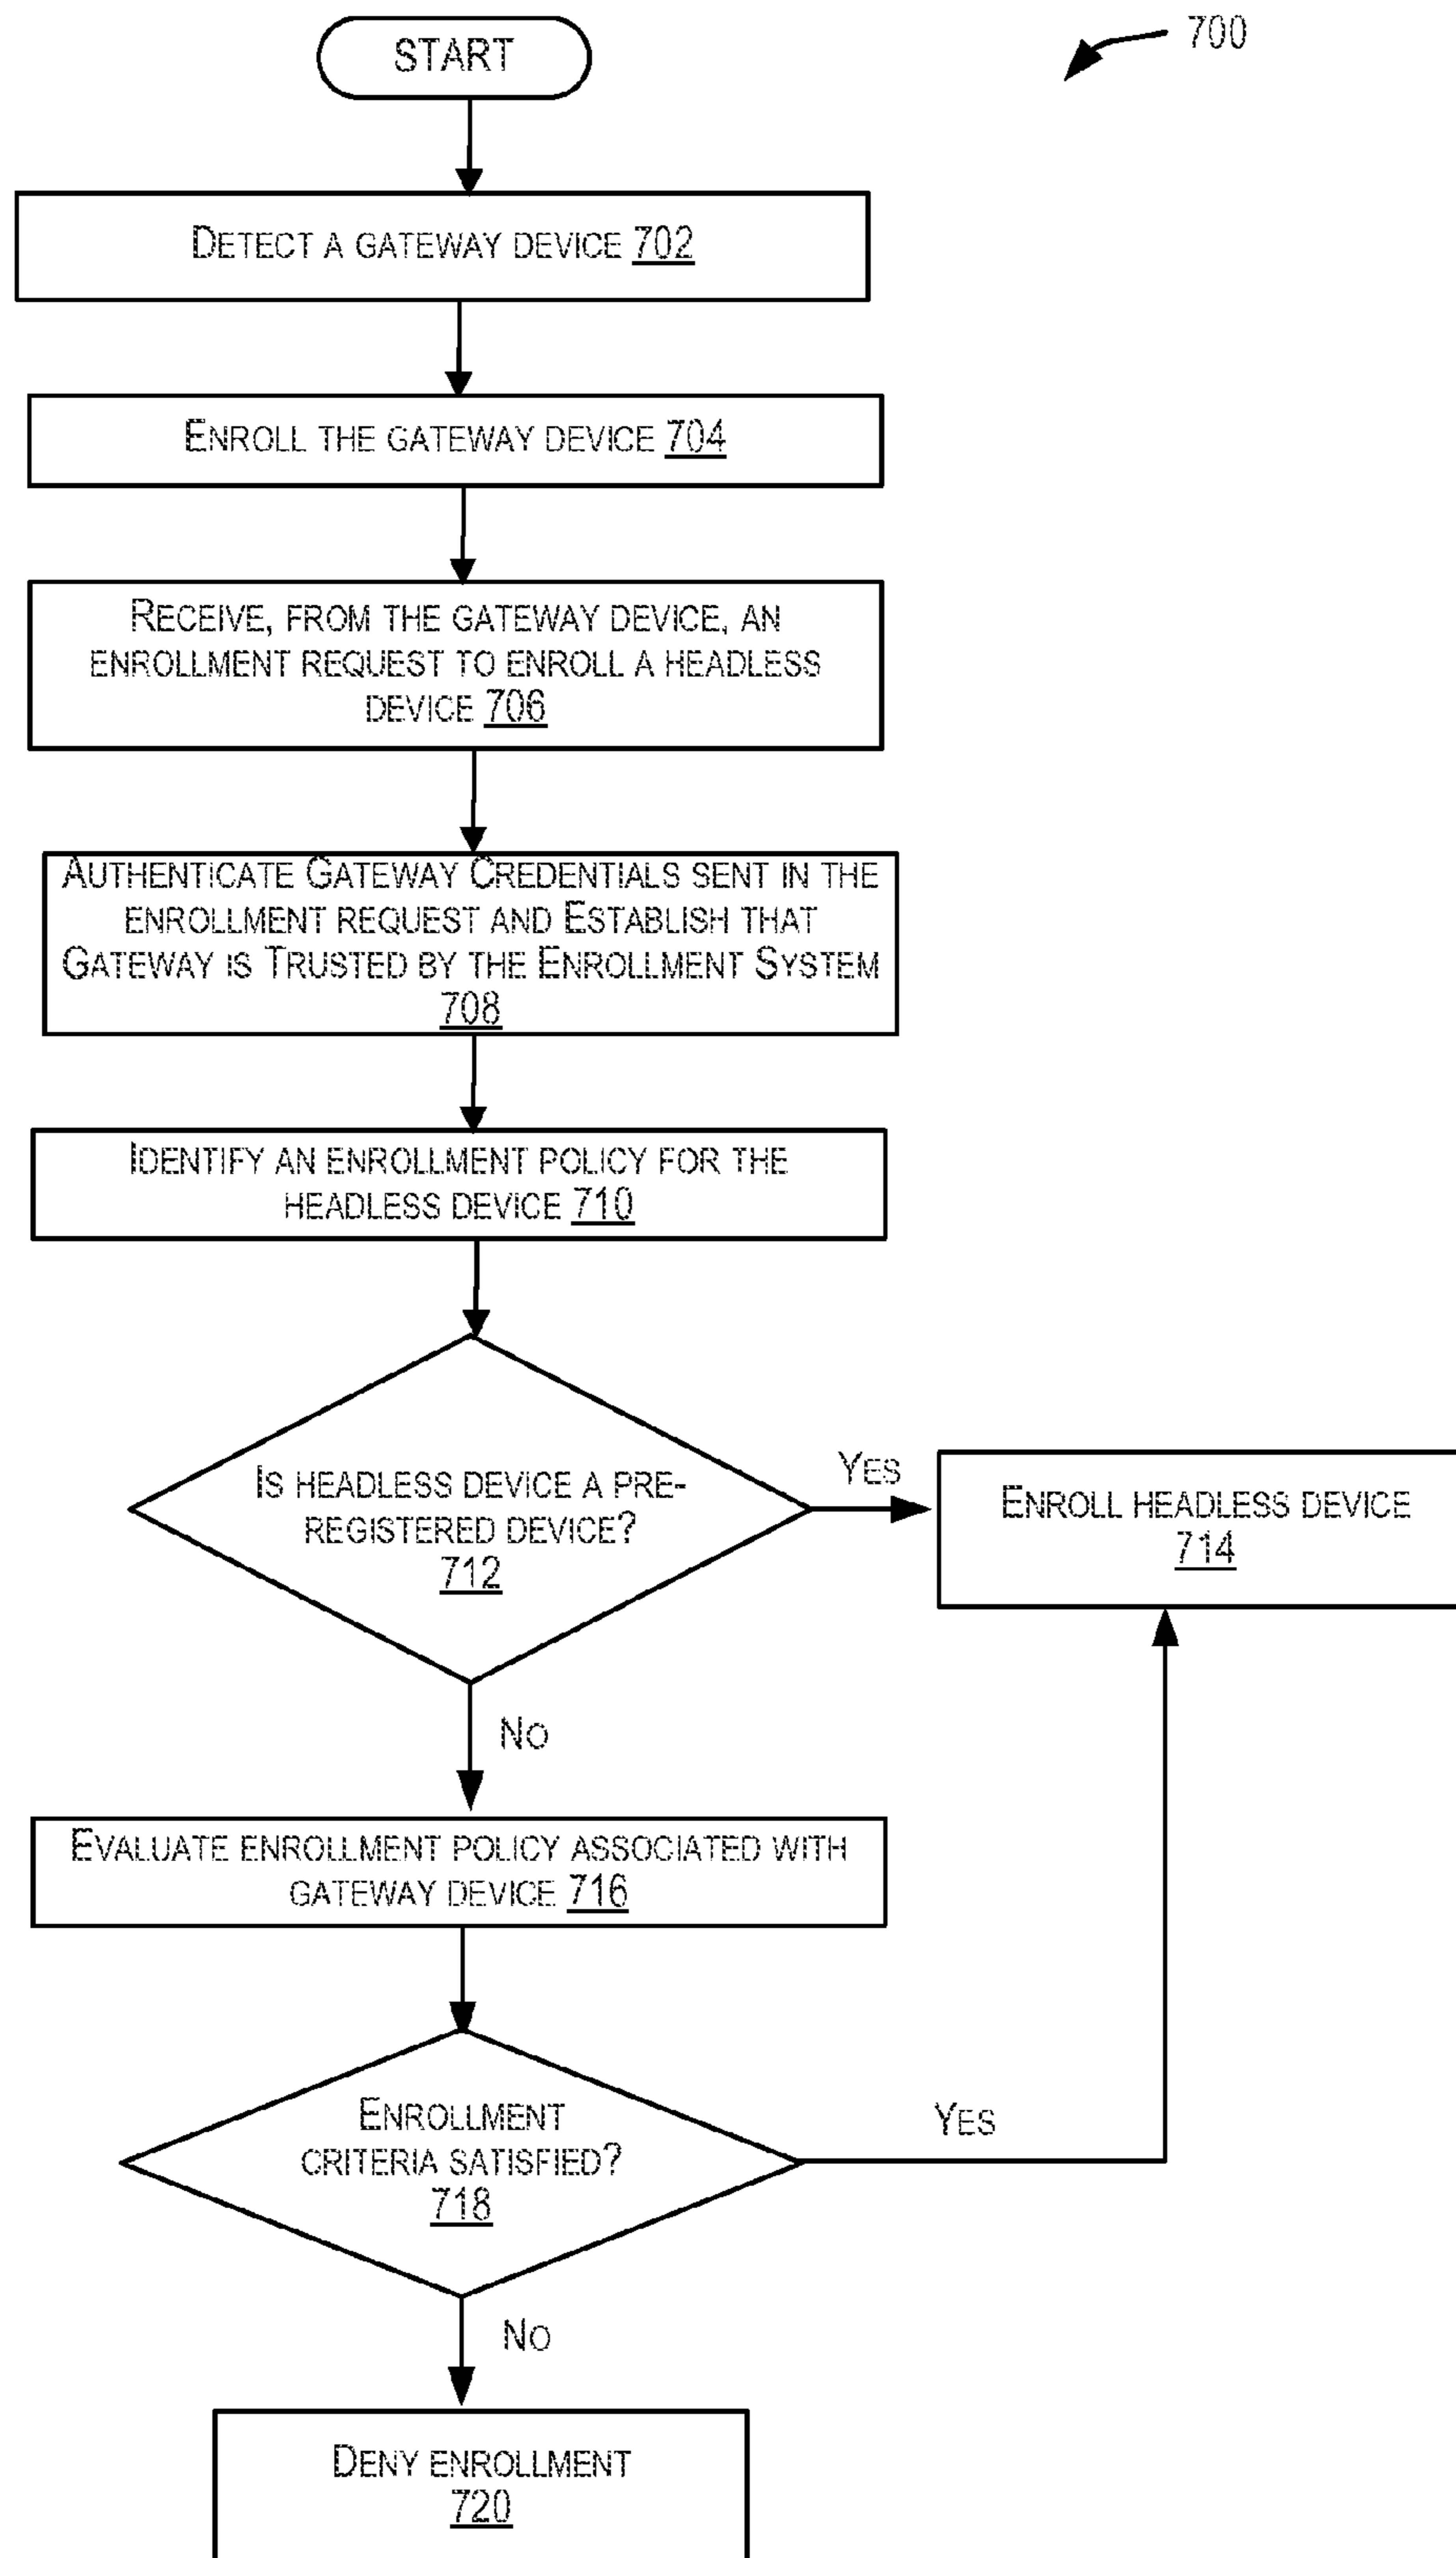 START
700
DETECT A GATEWAY DEVICE 702
ENROLL THE GATEWAY DEVICE 704
RECEIVE, FROM THE GATEWAY DEVICE, AN
ENROLLMENT REQUEST TO ENROLL A HEADLESS
DEVICE 706
AUTHENTICATE GATEWAY CREDENTIALS SENT IN THE
ENROLLMENT REQUEST AND ESTABLISH THAT
GATEWAY IS TRUSTED BY THE ENROLLMENT SYSTEM
708
IDENTIFY AN ENROLLMENT POLICY FOR THE
HEADLESS DEVICE 710
IS HEADLESS DEVICE A PRE-
REGISTERED DEVICE?
712
YES
ENROLL HEADLESS DEVICE
714
NO
EVALUATE ENROLLMENT POLICY ASSOCIATED WITH
GATEWAY DEVICE 716
ENROLLMENT
CRITERIA SATISFIED?
718
YES
NO
DENY ENROLLMENT
720